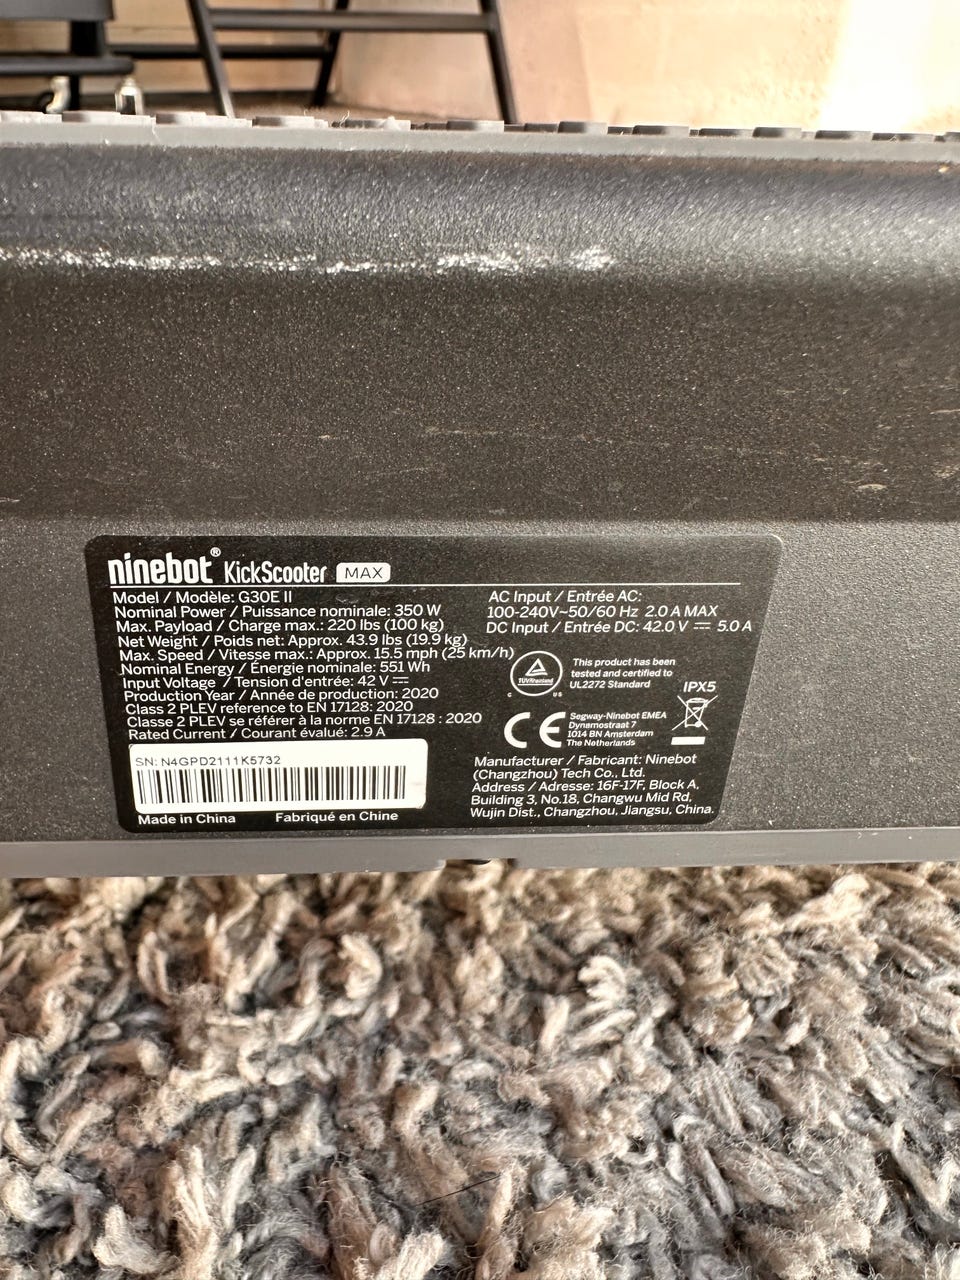 ninebot® KickScooter MAX
Model / Modèle: G30E II
Nominal Power / Puissance nominale: 350 W
Max. Payload / Charge max.: 220 lbs (100 kg)
Net Weight / Poids net: Approx. 43.9 lbs (19.9 kg)
Max. Speed / Vitesse max.: Approx. 15.5 mph (25 km/h)
Nominal Energy / Énergie nominale: 551 Wh
Input Voltage / Tension d'entrée: 42 V ⎓
Production Year / Année de production: 2020
Class 2 PLEV reference to EN 17128: 2020
Classe 2 PLEV se référer à la norme EN 17128 : 2020
Rated Current / Courant évalué: 2.9 A
SN: N4GPD2111K5732
Made in China Fabriqué en Chine
AC Input / Entrée AC:
100-240V~50/60 Hz 2.0 A MAX
DC Input / Entrée DC: 42.0 V ⎓ 5.0 A
TÜVRheinland
C US
This product has been
tested and certified to
UL2272 Standard
IPX5
CE
Segway-Ninebot EMEA
Dynamostraat 7
1014 BN Amsterdam
The Netherlands
Manufacturer / Fabricant: Ninebot
(Changzhou) Tech Co., Ltd.
Address / Adresse: 16F-17F, Block A,
Building 3, No.18, Changwu Mid Rd,
Wujin Dist., Changzhou, Jiangsu, China.